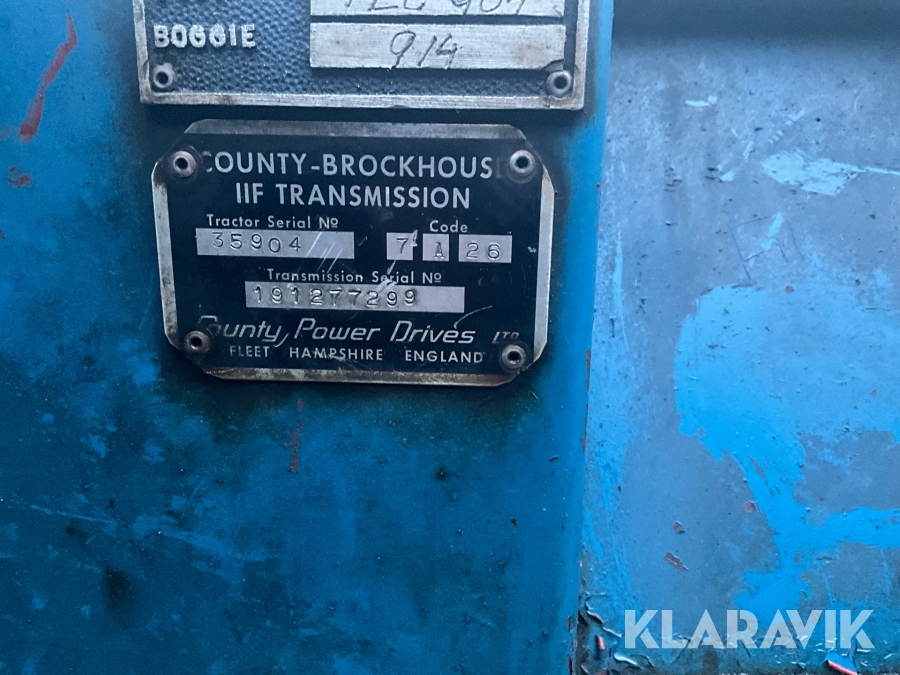 BOGGIE 914
COUNTY-BROCKHOUSE
IIF TRANSMISSION
Tractor Serial Nº Code
35904 7 A 26
Transmission Serial Nº
191277299
County Power Drives LTD
FLEET HAMPSHIRE ENGLAND
KLARAVIK